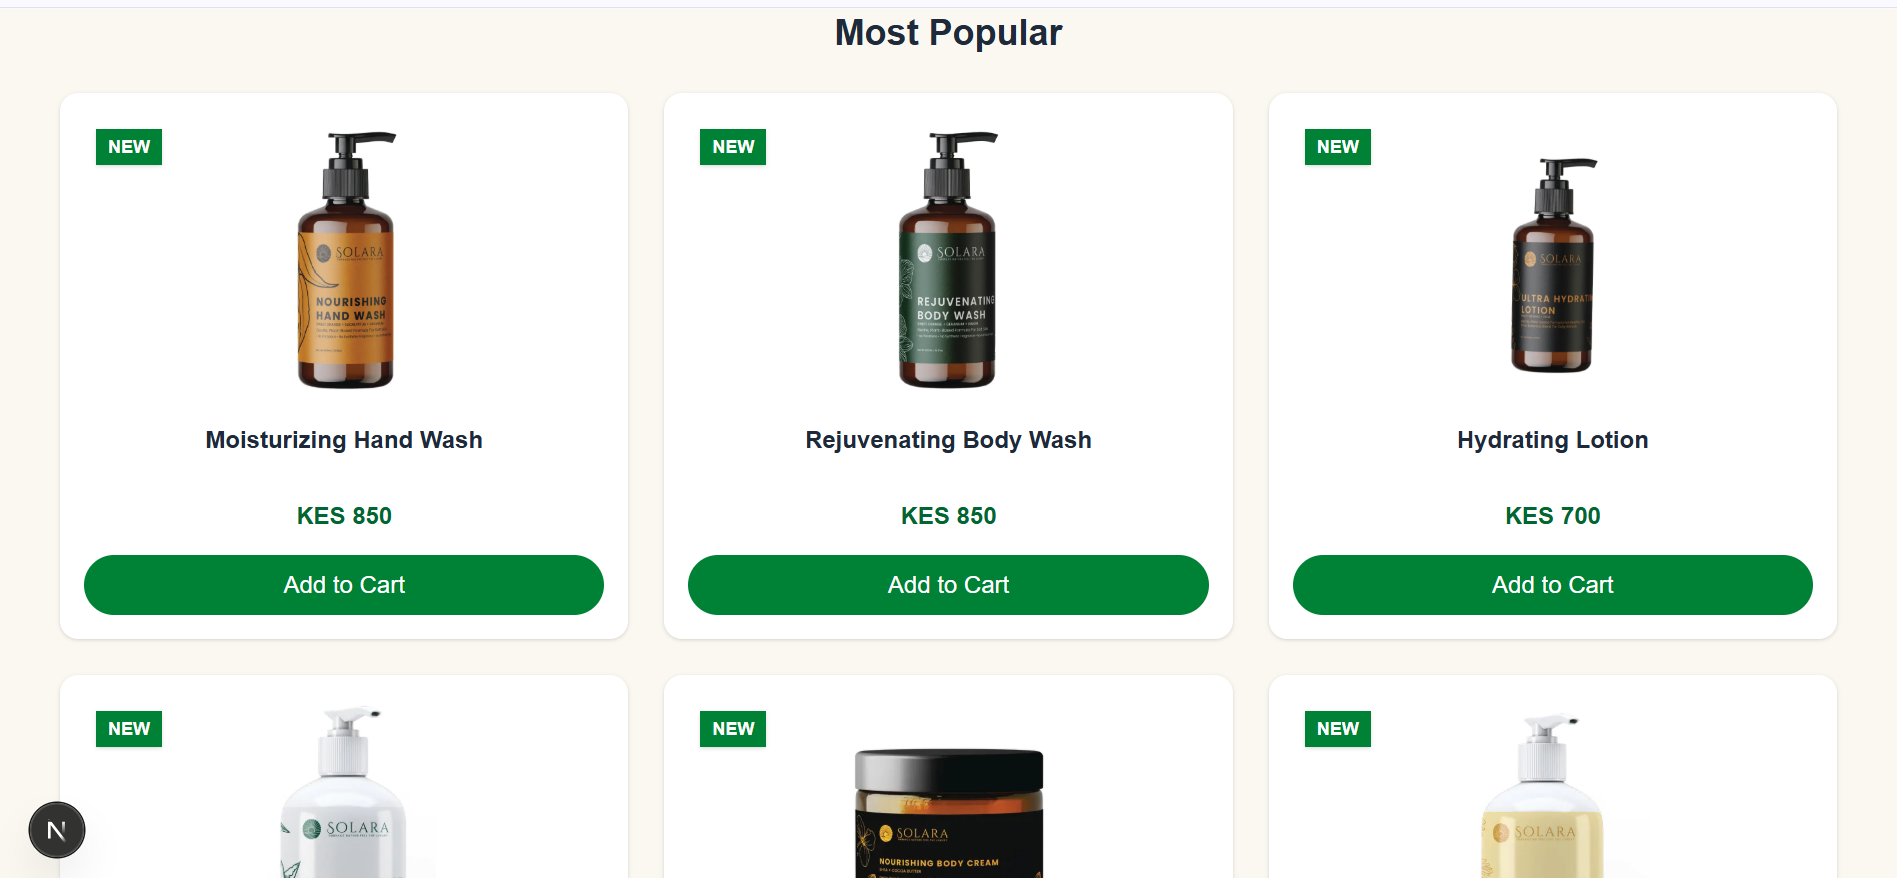 Most Popular
NEW
SOLARA
NOURISHING
HAND WASH
Moisturizing Hand Wash
KES 850
Add to Cart
NEW
SOLARA
REJUVENATING
BODY WASH
Rejuvenating Body Wash
KES 850
Add to Cart
NEW
SOLARA
ULTRA HYDRATI
LOTION
Hydrating Lotion
KES 700
Add to Cart
NEW
SOLARA
NEW
SOLARA
NOURISHING BODY CREAM
NEW
SOLARA
N